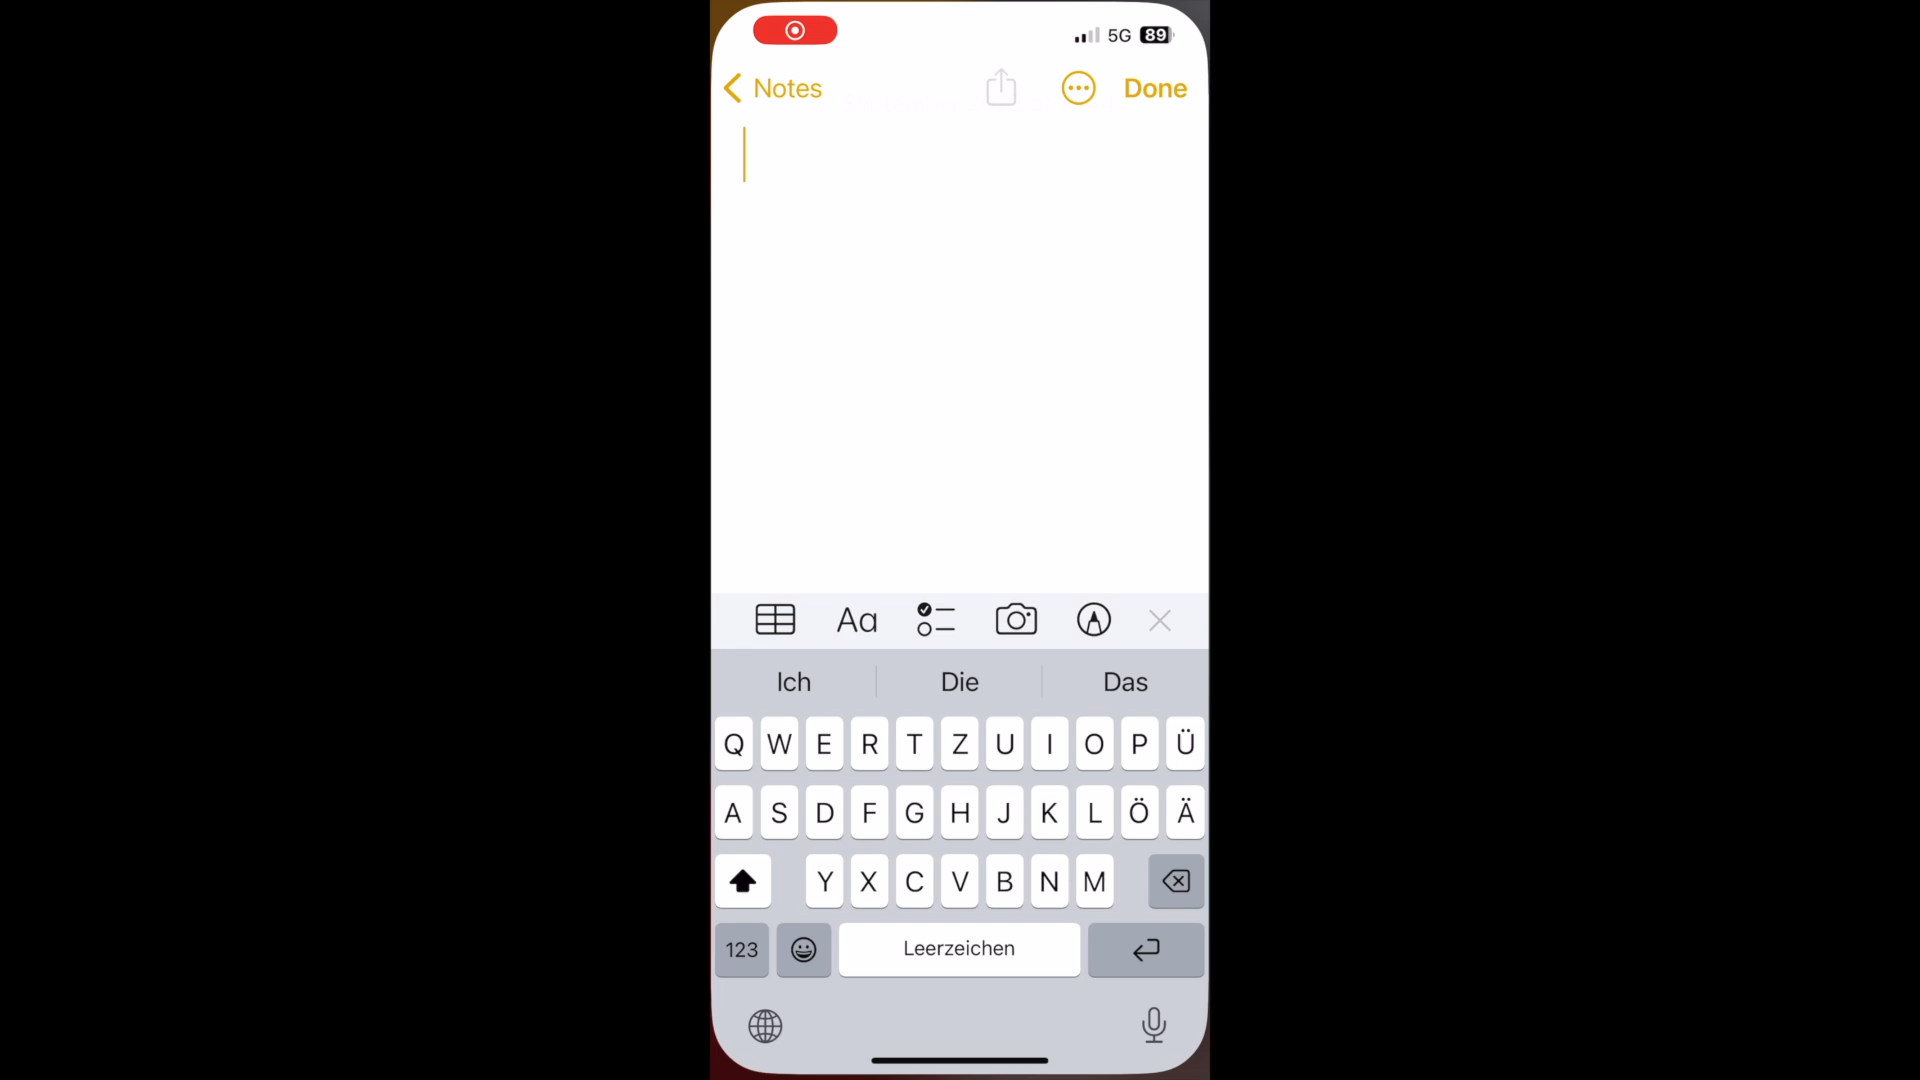 5G 89
Notes Done
Aa
Ich Die Das
Q W E R T Z U I O P Ü
A S D F G H J K L Ö Ä
Y X C V B N M
123 Leerzeichen